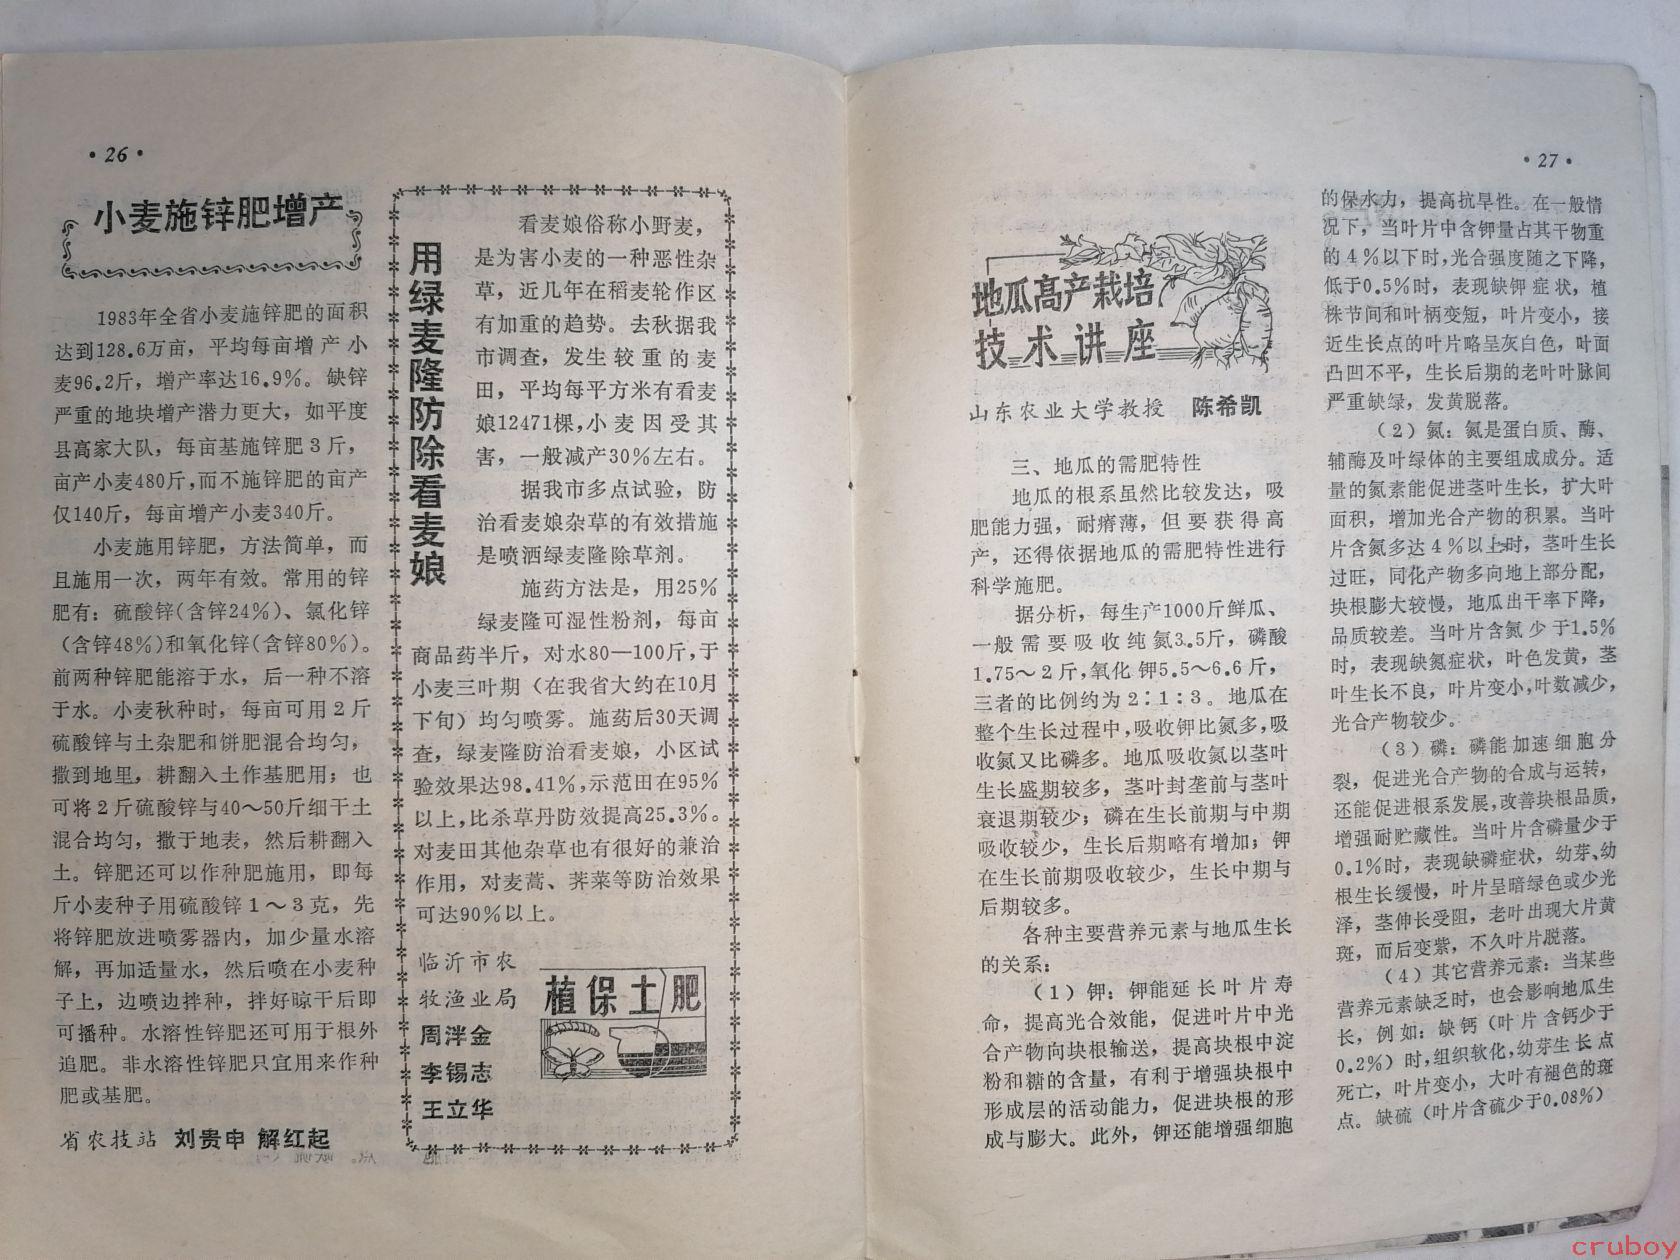 ·26·
小麦施锌肥增产
1983年全省小麦施锌肥的面积
达到128.6万亩，平均每亩增产小
麦96.2斤，增产率达16.9％。缺锌
严重的地块增产潜力更大，如平度
县高家大队，每亩基施锌肥3斤，
亩产小麦480斤，而不施锌肥的亩产
仅140斤，每亩增产小麦340斤。
小麦施用锌肥，方法简单，而
且施用一次，两年有效。常用的锌
肥有：硫酸锌(含锌24％)、氯化锌
(含锌48％)和氧化锌(含锌80％)。
前两种锌肥能溶于水，后一种不溶
于水。小麦秋种时，每亩可用2斤
硫酸锌与土杂肥和饼肥混合均匀，
撒到地里，耕翻入土作基肥用；也
可将2斤硫酸锌与40～50斤细干土
混合均匀，撒于地表，然后耕翻入
土。锌肥还可以作种肥施用，即每
斤小麦种子用硫酸锌1～3克，先
将锌肥放进喷雾器内，加少量水溶
解，再加适量水，然后喷在小麦种
子上，边喷边拌种，拌好晾干后即
可播种。水溶性锌肥还可用于根外
追肥。非水溶性锌肥只宜用来作种
肥或基肥。
省农技站 刘贵申 解红起
用绿麦隆防除看麦娘
看麦娘俗称小野麦，
是为害小麦的一种恶性杂
草，近几年在稻麦轮作区
有加重的趋势。去秋据我
市调查，发生较重的麦
田，平均每平方米有看麦
娘12471棵，小麦因受其
害，一般减产30％左右。
据我市多点试验，防
治看麦娘杂草的有效措施
是喷洒绿麦隆除草剂。
施药方法是，用25％
绿麦隆可湿性粉剂，每亩
商品药半斤，对水80—100斤，于
小麦三叶期（在我省大约在10月
下旬）均匀喷雾。施药后30天调
查，绿麦隆防治看麦娘，小区试
验效果达98.41％，示范田在95％
以上，比杀草丹防效提高25.3％。
对麦田其他杂草也有很好的兼治
作用，对麦蒿、荠菜等防治效果
可达90％以上。
临沂市农
牧渔业局
周泮金
李锡志
王立华
植保土肥
·27·
地瓜高产栽培
技术讲座
山东农业大学教授 陈希凯
三、地瓜的需肥特性
地瓜的根系虽然比较发达，吸
肥能力强，耐瘠薄，但要获得高
产，还得依据地瓜的需肥特性进行
科学施肥。
据分析，每生产1000斤鲜瓜、
一般需要吸收纯氮3.5斤，磷酸
1.75～2斤，氧化钾5.5～6.6斤，
三者的比例约为2∶1∶3。地瓜在
整个生长过程中，吸收钾比氮多，吸
收氮又比磷多。地瓜吸收氮以茎叶
生长盛期较多，茎叶封垄前与茎叶
衰退期较少；磷在生长前期与中期
吸收较少，生长后期略有增加；钾
在生长前期吸收较少，生长中期与
后期较多。
各种主要营养元素与地瓜生长
的关系：
（1）钾：钾能延长叶片寿
命，提高光合效能，促进叶片中光
合产物向块根输送，提高块根中淀
粉和糖的含量，有利于增强块根中
形成层的活动能力，促进块根的形
成与膨大。此外，钾还能增强细胞
的保水力，提高抗旱性。在一般情
况下，当叶片中含钾量占其干物重
的4％以下时，光合强度随之下降，
低于0.5％时，表现缺钾症状，植
株节间和叶柄变短，叶片变小，接
近生长点的叶片略呈灰白色，叶面
凸凹不平，生长后期的老叶叶脉间
严重缺绿，发黄脱落。
（2）氮：氮是蛋白质、酶、
辅酶及叶绿体的主要组成成分。适
量的氮素能促进茎叶生长，扩大叶
面积，增加光合产物的积累。当叶
片含氮多达4％以上时，茎叶生长
过旺，同化产物多向地上部分配，
块根膨大较慢，地瓜出干率下降，
品质较差。当叶片含氮少于1.5％
时，表现缺氮症状，叶色发黄，茎
叶生长不良，叶片变小，叶数减少，
光合产物较少。
（3）磷：磷能加速细胞分
裂，促进光合产物的合成与运转，
还能促进根系发展，改善块根品质，
增强耐贮藏性。当叶片含磷量少于
0.1％时，表现缺磷症状，幼芽、幼
根生长缓慢，叶片呈暗绿色或少光
泽，茎伸长受阻，老叶出现大片黄
斑，而后变紫，不久叶片脱落。
（4）其它营养元素：当某些
营养元素缺乏时，也会影响地瓜生
长，例如：缺钙（叶片含钙少于
0.2％）时，组织软化，幼芽生长点
死亡，叶片变小，大叶有褪色的斑
点。缺硫（叶片含硫少于0.08％）
cruboy